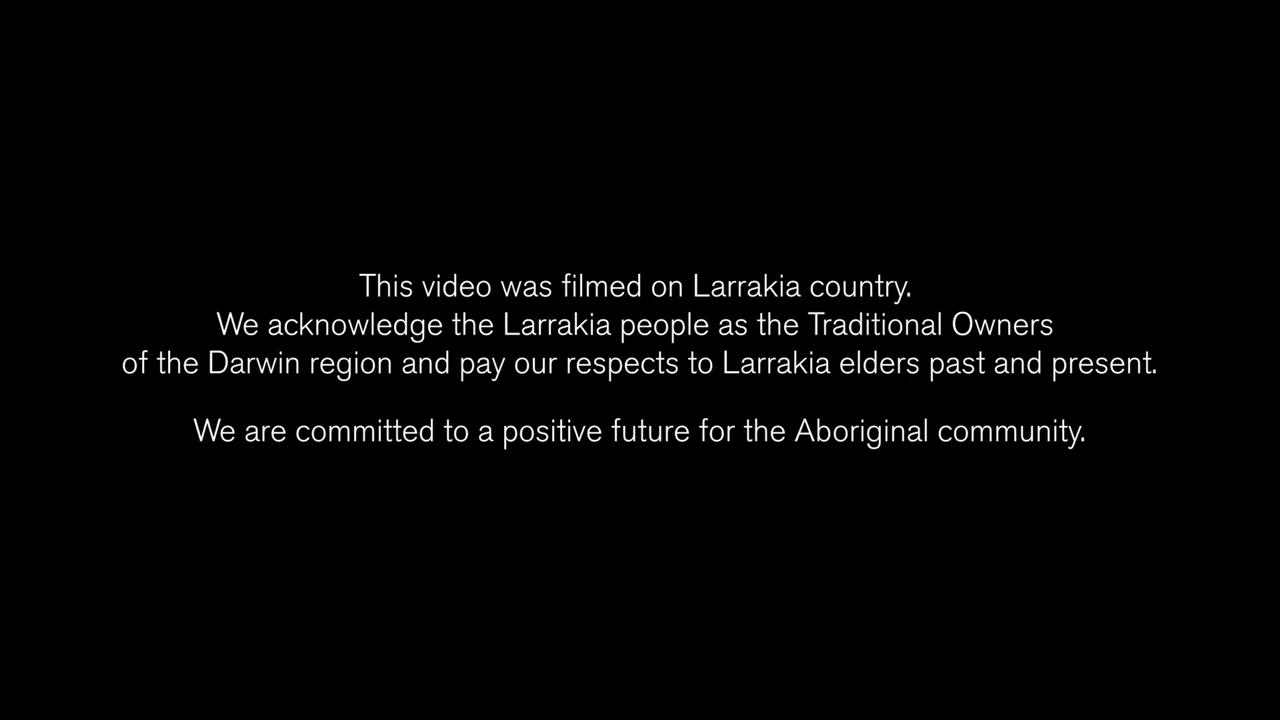 This video was filmed on Larrakia country.
We acknowledge the Larrakia people as the Traditional Owners
of the Darwin region and pay our respects to Larrakia elders past and present.
We are committed to a positive future for the Aboriginal community.